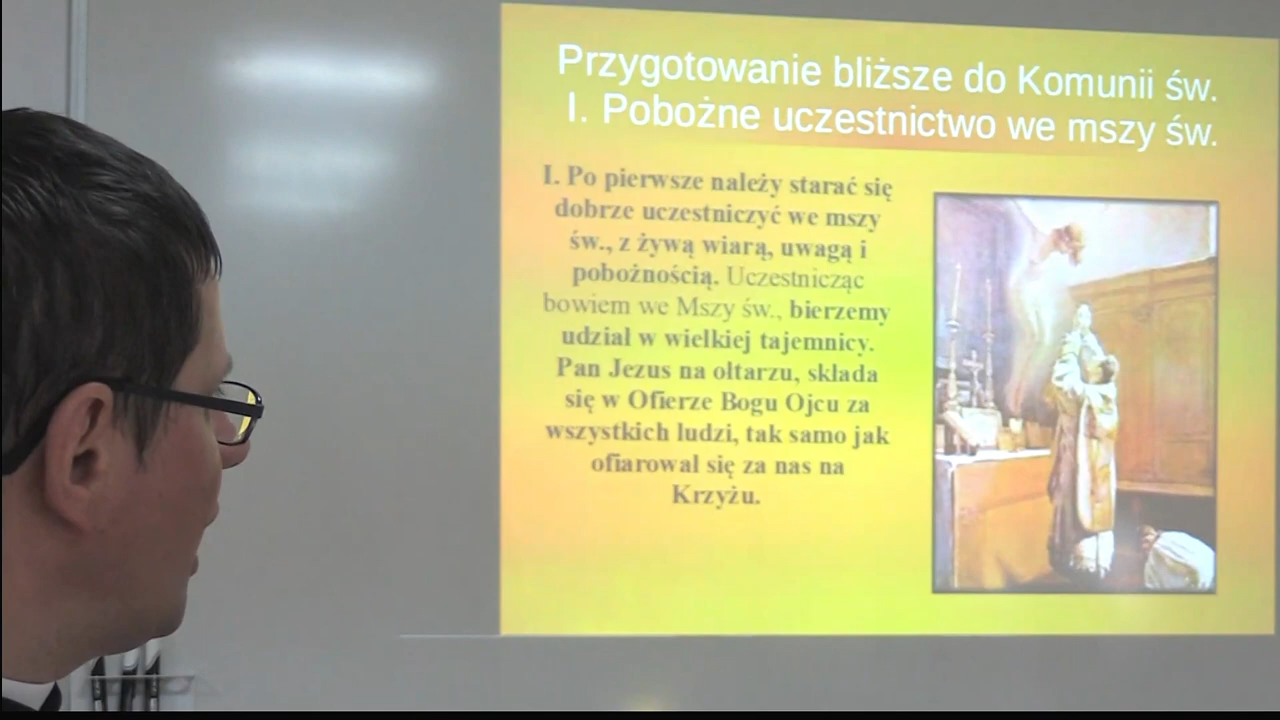 Przygotowanie bliższe do Komunii św.
I. Pobożne uczestnictwo we mszy św.
I. Po pierwsze należy starać się
dobrze uczestniczyć we mszy
św., z żywą wiarą, uwagą i
pobożnością. Uczestnicząc
bowiem we Mszy św., bierzemy
udział w wielkiej tajemnicy.
Pan Jezus na ołtarzu, składa
się w Ofierze Bogu Ojcu za
wszystkich ludzi, tak samo jak
ofiarował się za nas na
Krzyżu.